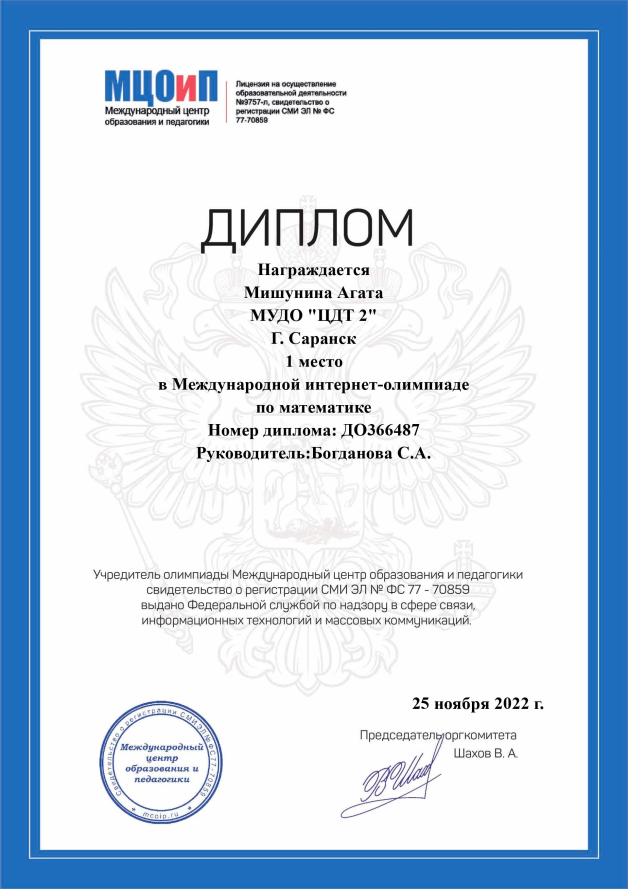 МЦОиП
Международный центр
образования и педагогики
Лицензия на осуществление
образовательной деятельности
№9757-л, свидетельство о
регистрации СМИ ЭЛ № ФС
77-70859
ДИПЛОМ
Награждается
Мишунина Агата
МУДО "ЦДТ 2"
Г. Саранск
1 место
в Международной интернет-олимпиаде
по математике
Номер диплома: ДО366487
Руководитель:Богданова С.А.
Учредитель олимпиады Международный центр образования и педагогики
свидетельство о регистрации СМИ ЭЛ № ФС 77 - 70859
выдано Федеральной службой по надзору в сфере связи,
информационных технологий и массовых коммуникаций.
25 ноября 2022 г.
Председатель оргкомитета
Шахов В. А.
Свидетельство о регистрации СМИ ЭЛ № ФС 77-70859
Международный
центр
образования и
педагогики
mcoip.ru